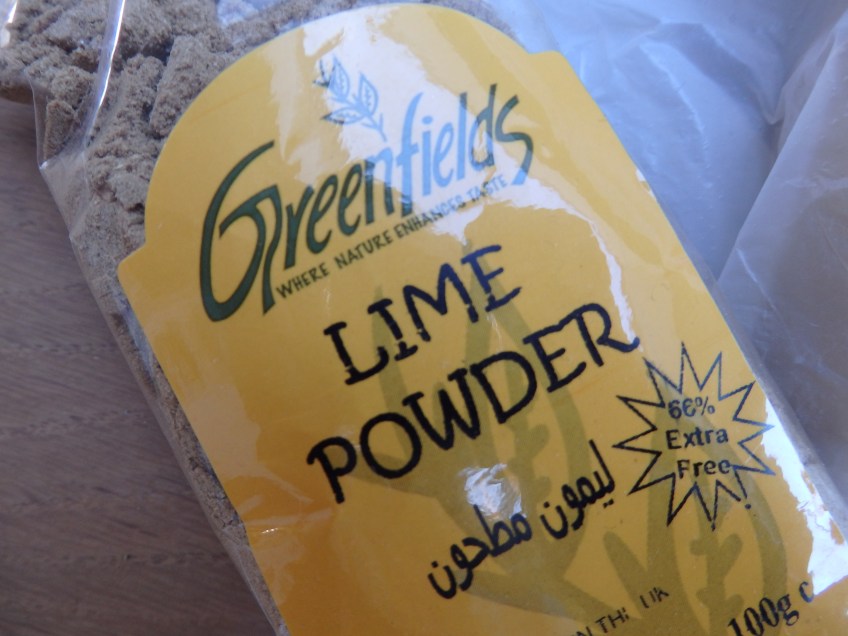 Greenfields
WHERE NATURE ENHANCES TASTE
LIME
POWDER
66%
Extra
Free
ليمون مطحون
100g